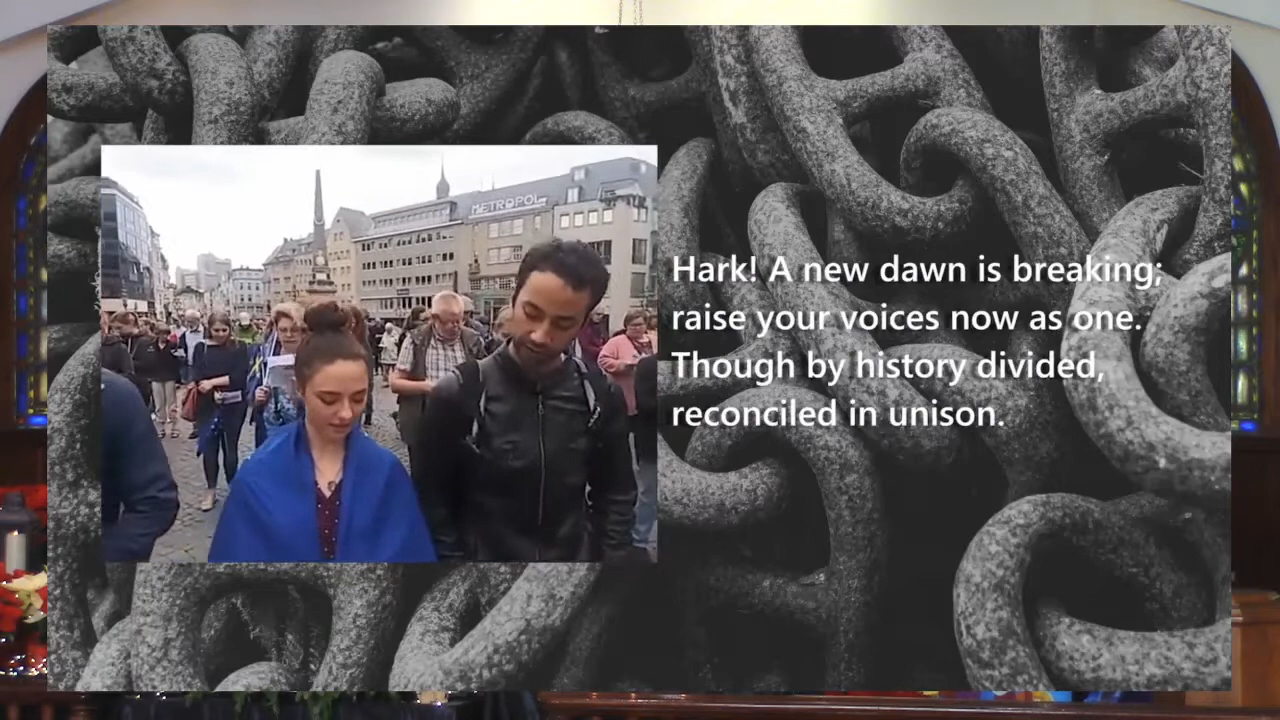 METROPOL
Hark! A new dawn is breaking;
raise your voices now as one.
Though by history divided,
reconciled in unison.